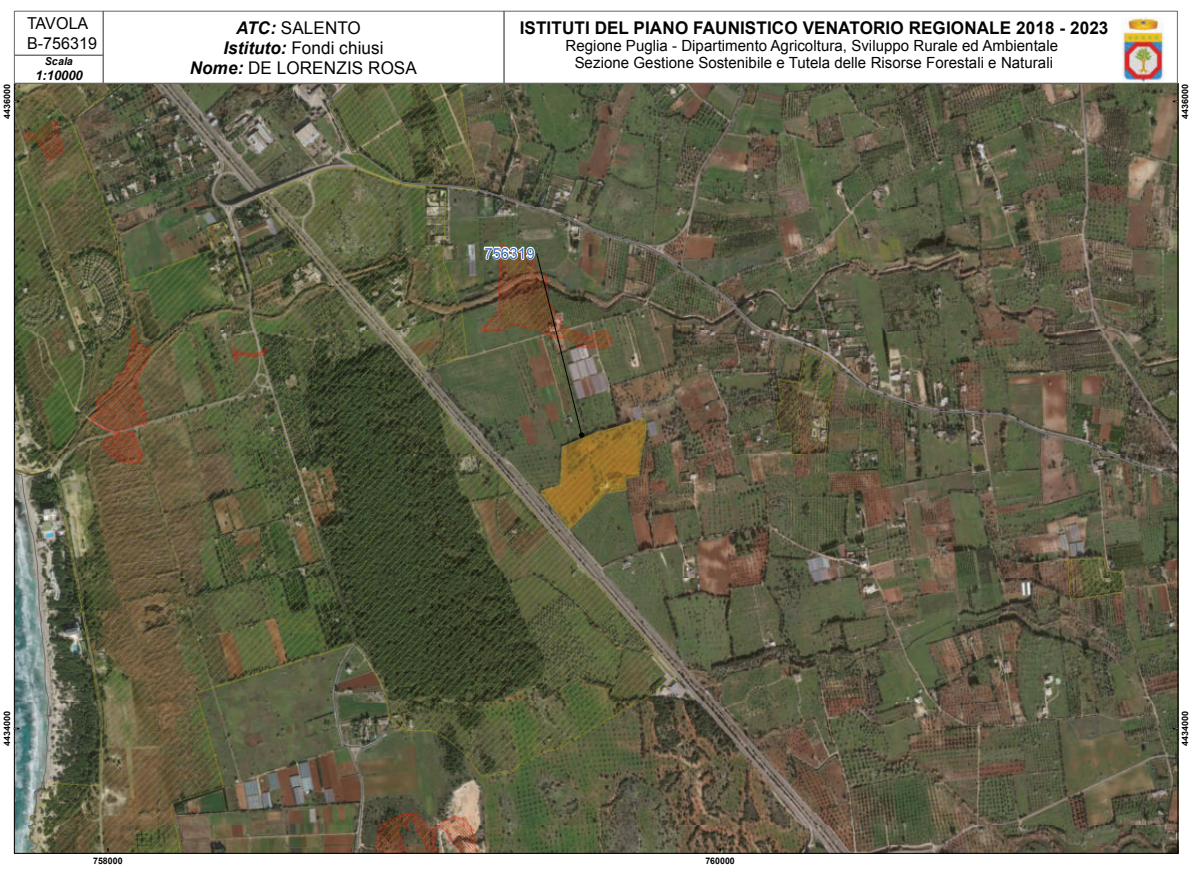 TAVOLA
B-756319
Scala
1:10000
ATC: SALENTO
Istituto: Fondi chiusi
Nome: DE LORENZIS ROSA
ISTITUTI DEL PIANO FAUNISTICO VENATORIO REGIONALE 2018 - 2023
Regione Puglia - Dipartimento Agricoltura, Sviluppo Rurale ed Ambientale
Sezione Gestione Sostenibile e Tutela delle Risorse Forestali e Naturali
4436000
4436000
756319
4434000
4434000
758000
760000